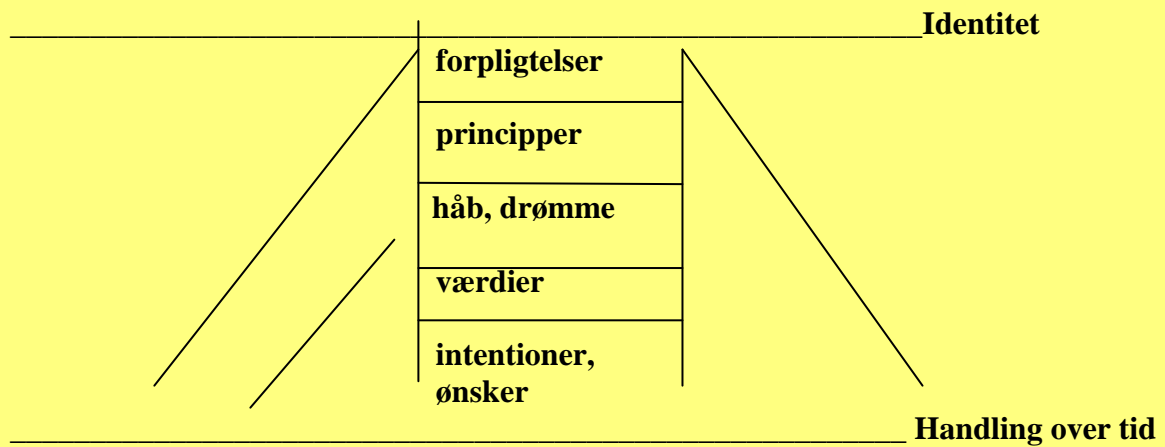 Identitet
forpligtelser
principper
håb, drømme
værdier
intentioner,
ønsker
Handling over tid